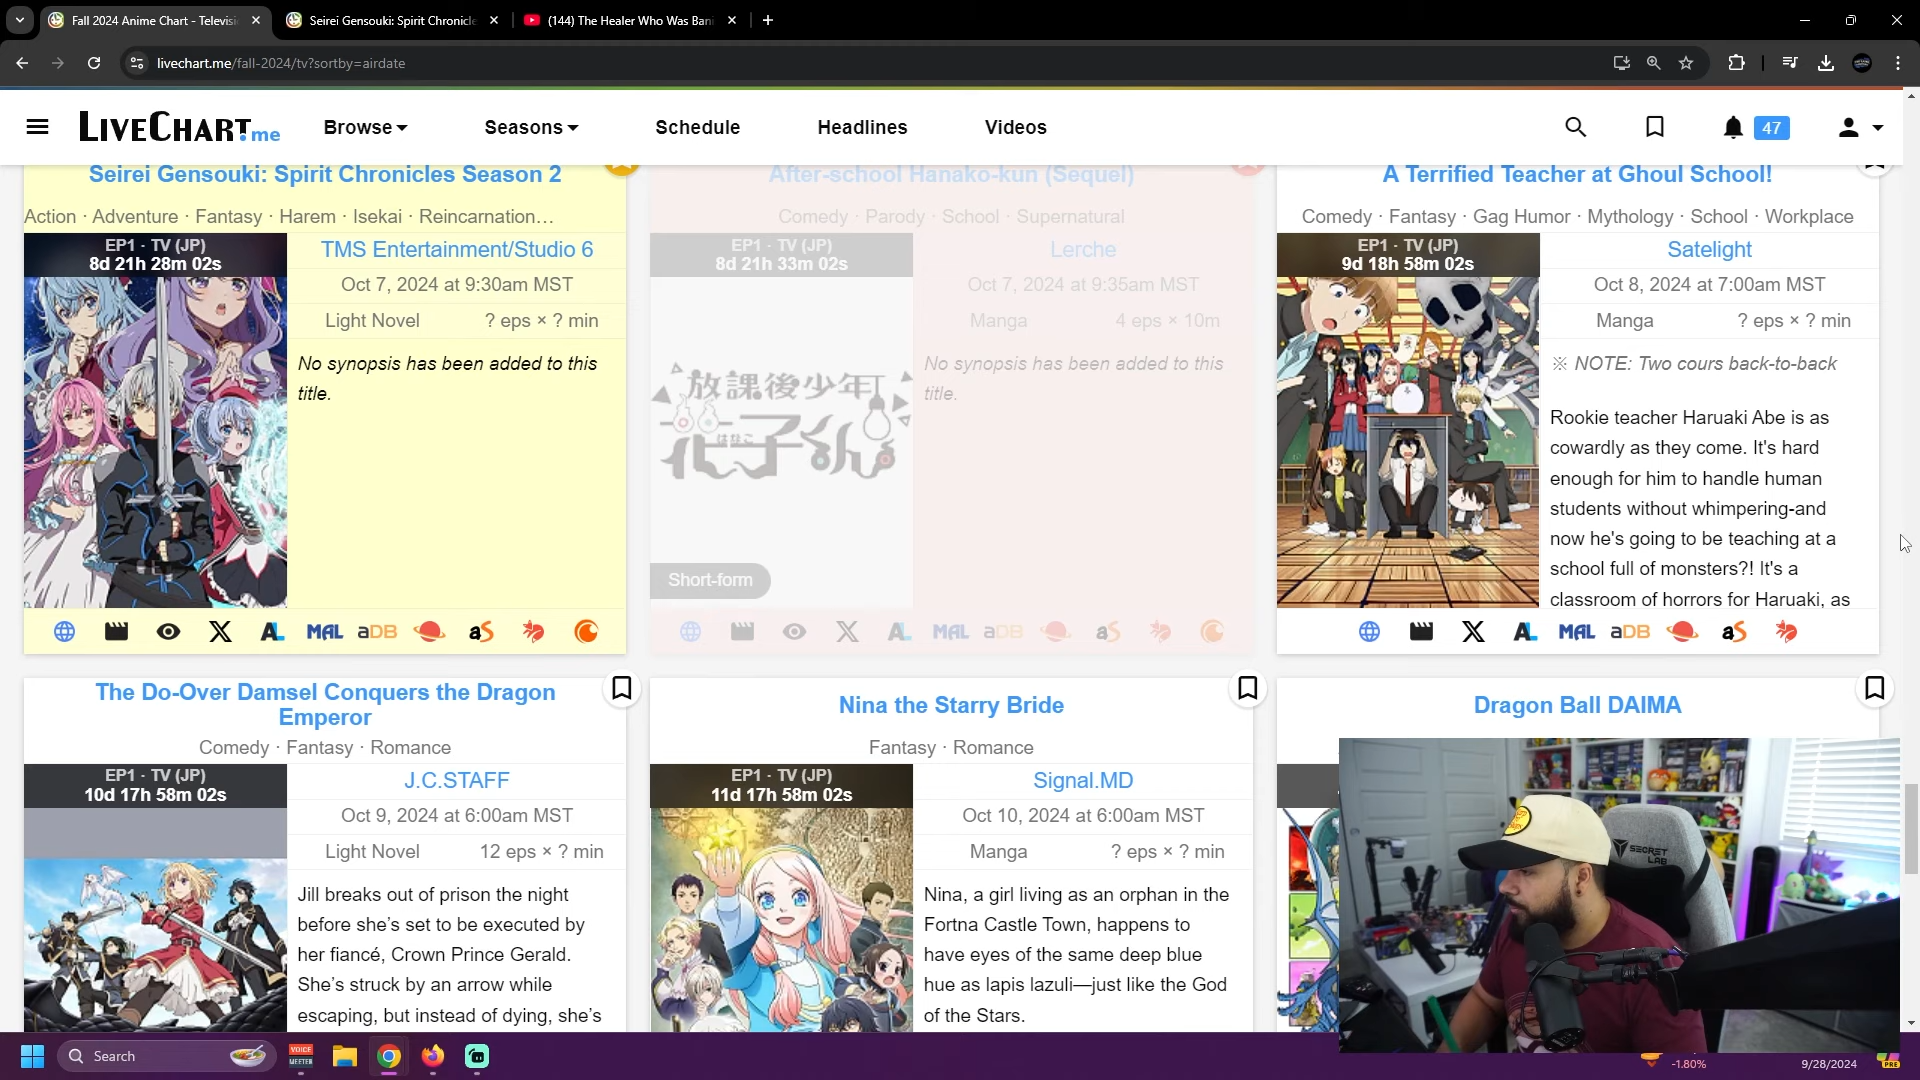 Fall 2024 Anime Chart - Televisi
Seirei Gensouki: Spirit Chronicle
(144) The Healer Who Was Ban
livechart.me/fall-2024/tv?sortby=airdate
LIVECHART.me
Browse
Seasons
Schedule
Headlines
Videos
47
Seirei Gensouki: Spirit Chronicles Season 2
Action · Adventure · Fantasy · Harem · Isekai · Reincarnation…
EP1 · TV (JP)
8d 21h 28m 02s
TMS Entertainment/Studio 6
Oct 7, 2024 at 9:30am MST
Light Novel ? eps × ? min
No synopsis has been added to this
title.
MAL aDB aS
After-school Hanako-kun (Sequel)
Comedy · Parody · School · Supernatural
EP1 · TV (JP)
8d 21h 33m 02s
Lerche
Oct 7, 2024 at 9:35am MST
Manga 4 eps × 10m
No synopsis has been added to this
title.
放課後少年
はなこ
花子くん
Short-form
MAL aDB aS
A Terrified Teacher at Ghoul School!
Comedy · Fantasy · Gag Humor · Mythology · School · Workplace
EP1 · TV (JP)
9d 18h 58m 02s
Satelight
Oct 8, 2024 at 7:00am MST
Manga ? eps × ? min
※ NOTE: Two cours back-to-back
Rookie teacher Haruaki Abe is as
cowardly as they come. It's hard
enough for him to handle human
students without whimpering-and
now he's going to be teaching at a
school full of monsters?! It's a
classroom of horrors for Haruaki, as
MAL aDB aS
The Do-Over Damsel Conquers the Dragon
Emperor
Comedy · Fantasy · Romance
EP1 · TV (JP)
10d 17h 58m 02s
J.C.STAFF
Oct 9, 2024 at 6:00am MST
Light Novel 12 eps × ? min
Jill breaks out of prison the night
before she’s set to be executed by
her fiancé, Crown Prince Gerald.
She’s struck by an arrow while
escaping, but instead of dying, she’s
Nina the Starry Bride
Fantasy · Romance
EP1 · TV (JP)
11d 17h 58m 02s
Signal.MD
Oct 10, 2024 at 6:00am MST
Manga ? eps × ? min
Nina, a girl living as an orphan in the
Fortna Castle Town, happens to
have eyes of the same deep blue
hue as lapis lazuli—just like the God
of the Stars.
Dragon Ball DAIMA
SECRET
LAB
Search
VOICE
MEETER
-1.80%
9/28/2024
PRE